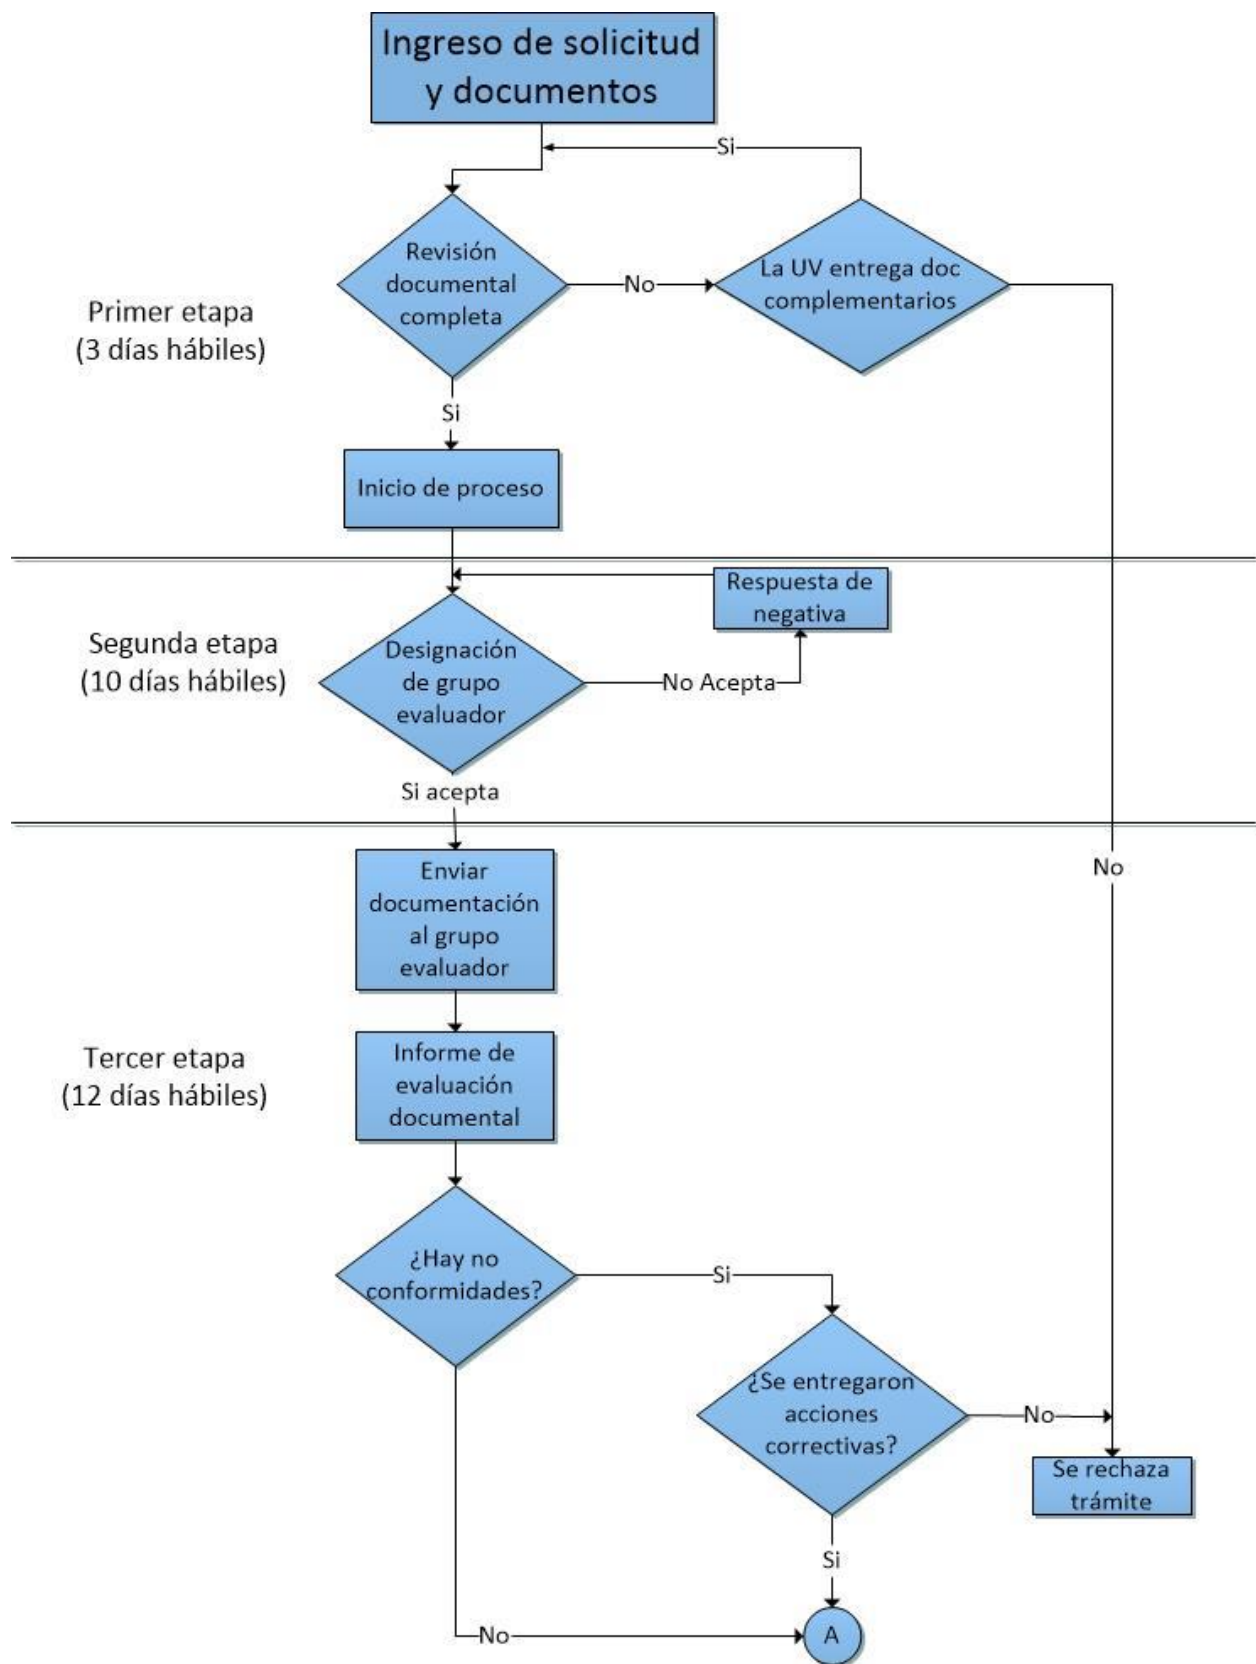 Ingreso de solicitud
y documentos
Si
Revisión
documental
completa
No
La UV entrega doc
complementarios
Primer etapa
(3 días hábiles)
Si
Inicio de proceso
Respuesta de
negativa
Segunda etapa
(10 días hábiles)
Designación
de grupo
evaluador
No Acepta
Si acepta
No
Enviar
documentación
al grupo
evaluador
Tercer etapa
(12 días hábiles)
Informe de
evaluación
documental
¿Hay no
conformidades?
Si
¿Se entregaron
acciones
correctivas?
No
Se rechaza
trámite
Si
No
A